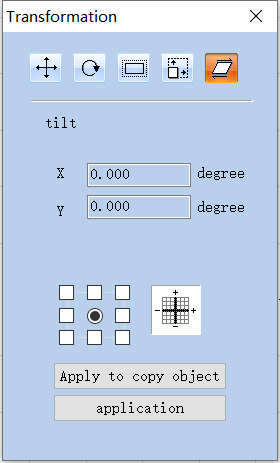 Transformation
tilt
X 0.000 degree
Y 0.000 degree
+
- +
−
Apply to copy object
application